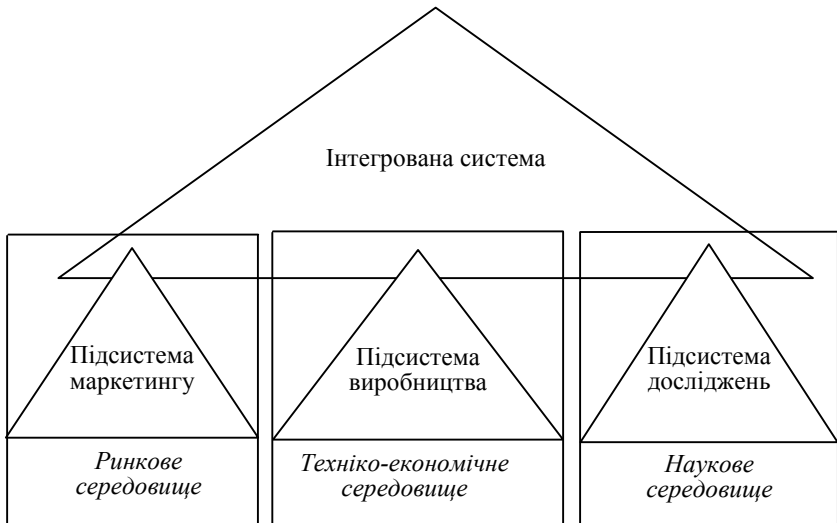 Інтегрована система
Підсистема
маркетингу
Підсистема
виробництва
Підсистема
досліджень
Ринкове
середовище
Техніко-економічне
середовище
Наукове
середовище